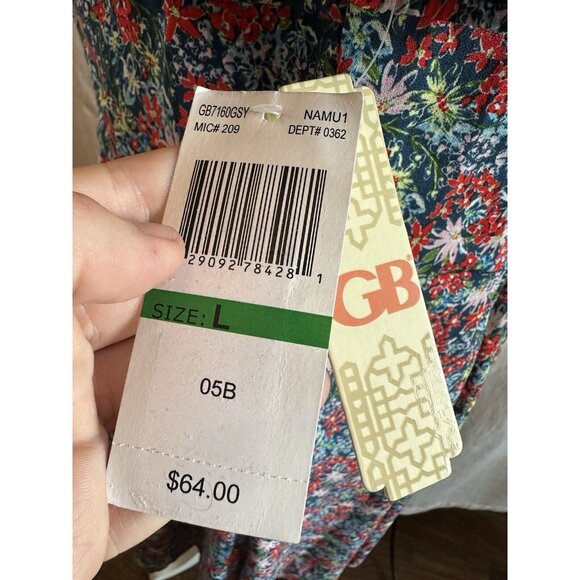 GB7160GSY NAMU1
MIC# 209 DEPT# 0362
29092 78428 1
SIZE: L
05B
$64.00
GB